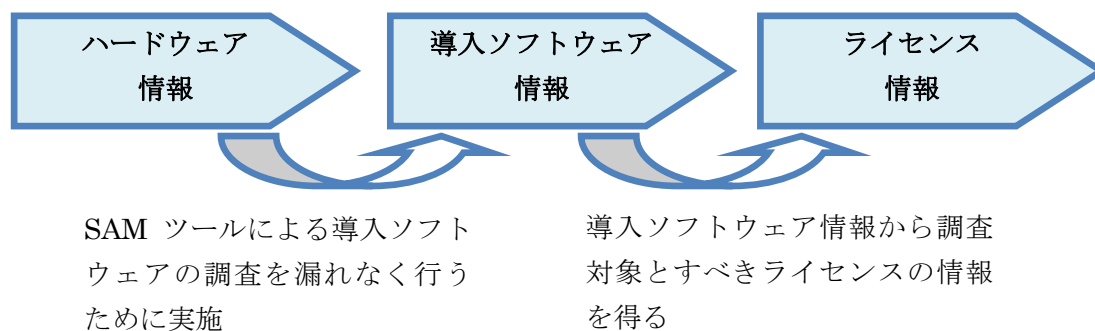 ハードウェア
情報
導入ソフトウェア
情報
ライセンス
情報
SAM ツールによる導入ソフト
ウェアの調査を漏れなく行う
ために実施
導入ソフトウェア情報から調査
対象とすべきライセンスの情報
を得る